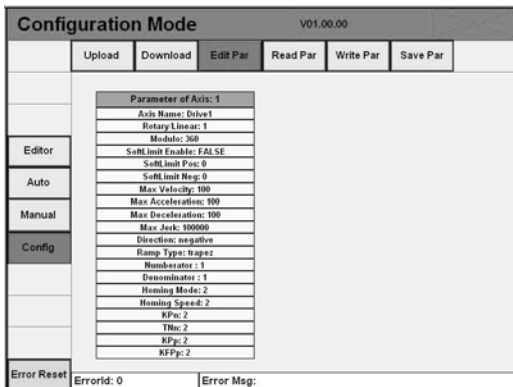 Configuration Mode
V01.00.00
Upload
Download
Edit Par
Read Par
Write Par
Save Par
Parameter of Axis: 1
Axis Name: Drive1
Rotary/Linear: 1
Modulo: 360
SoftLimit Enable: FALSE
SoftLimit Pos: 0
SoftLimit Neg: 0
Max Velocity: 100
Max Acceleration: 100
Max Deceleration: 100
Max Jerk: 100000
Direction: negative
Ramp Type: trapez
Numberator : 1
Denominator : 1
Homing Mode: 2
Homing Speed: 2
KPn: 2
TNn: 2
KPp: 2
KFPp: 2
Editor
Auto
Manual
Config
Error Reset
ErrorId: 0
Error Msg: